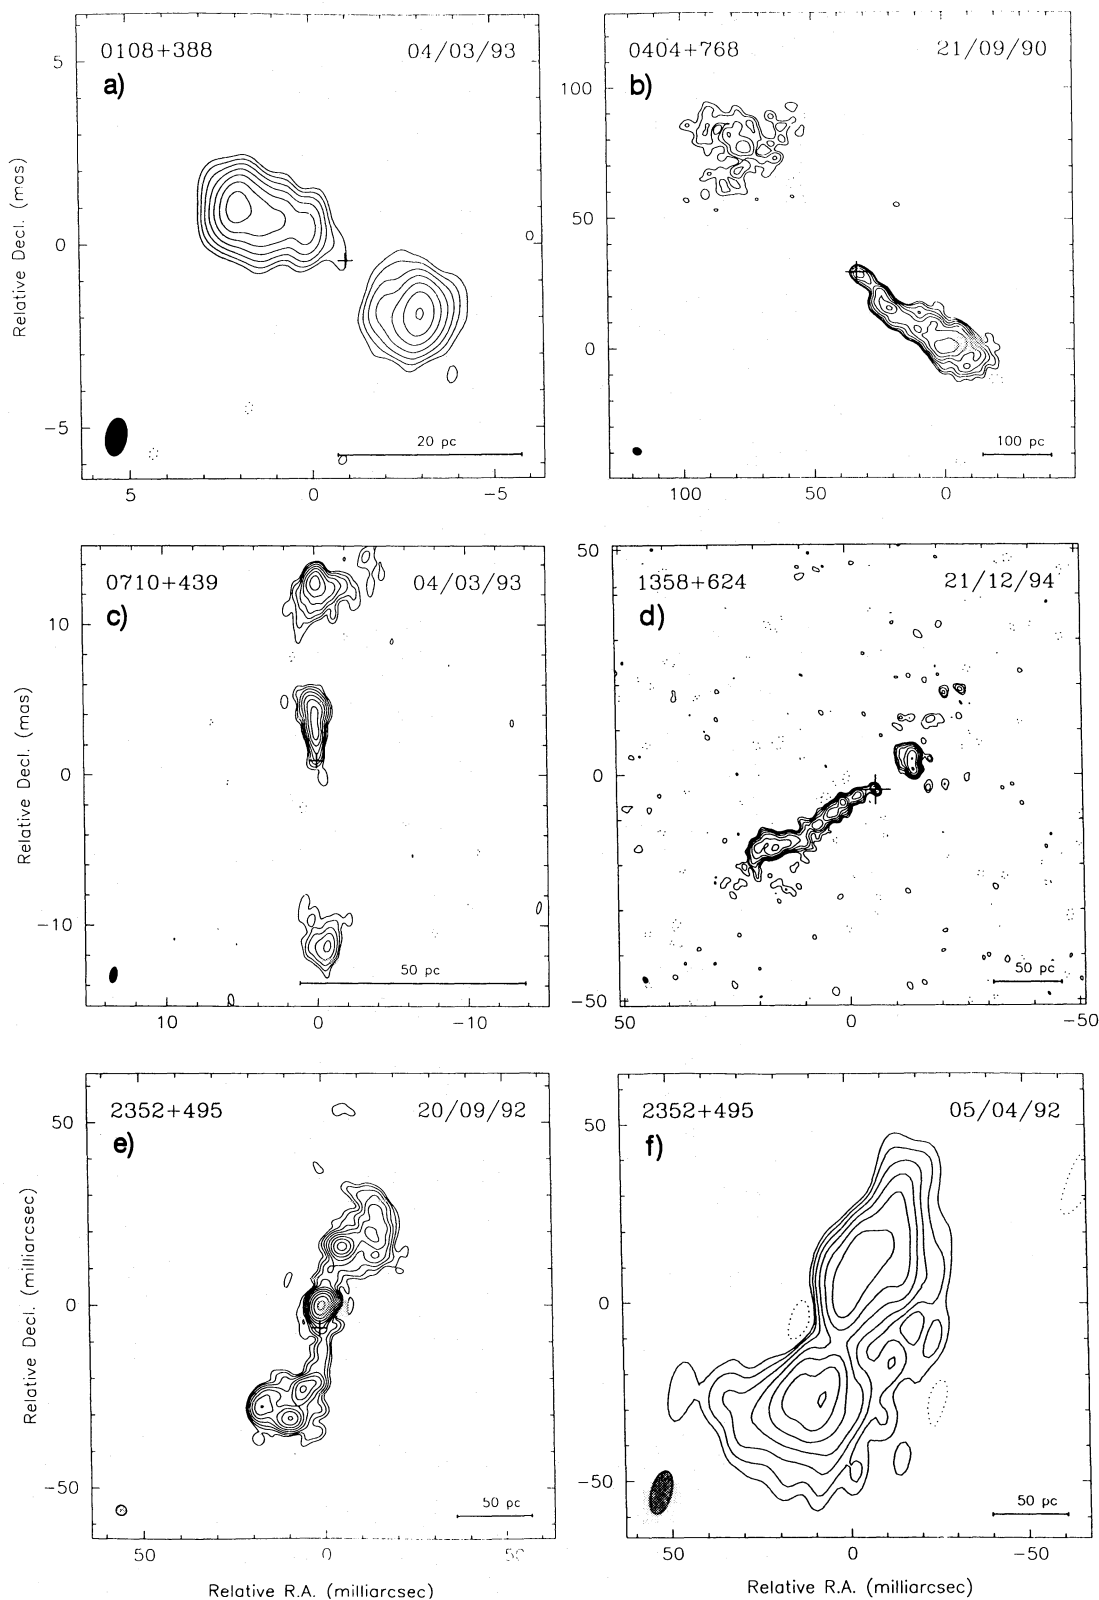 0108+388 04/03/93
a)
5
0
−5
20 pc
5 0 −5
Relative Decl. (mas)
0404+768 21/09/90
b)
100
50
0
100 pc
100 50 0
0710+439 04/03/93
c)
10
0
−10
50 pc
10 0 −10
Relative Decl. (mas)
1358+624 21/12/94
d)
50
0
−50
50 pc
50 0 −50
2352+495 20/09/92
e)
50
0
−50
50 pc
50 0 50
Relative Decl. (milliarcsec)
Relative R.A. (milliarcsec)
2352+495 05/04/92
f)
50
0
−50
50 pc
50 0 −50
Relative R.A. (milliarcsec)